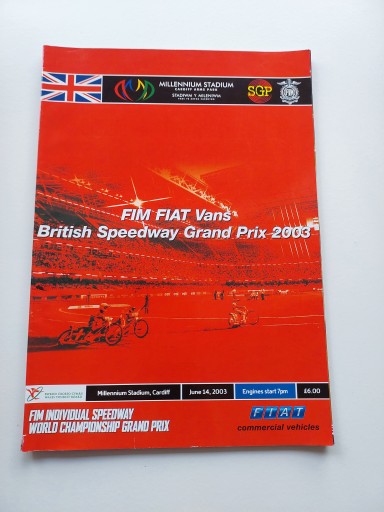 MILLENNIUM STADIUM
CARDIFF ARMS PARK
STADIWM Y MILENIWM
SGP
FIM FIAT Vans
British Speedway Grand Prix 2003
Millennium Stadium, Cardiff
June 14, 2003
Engines start 7pm
£6.00
FIM INDIVIDUAL SPEEDWAY
WORLD CHAMPIONSHIP GRAND PRIX
FIAT
commercial vehicles